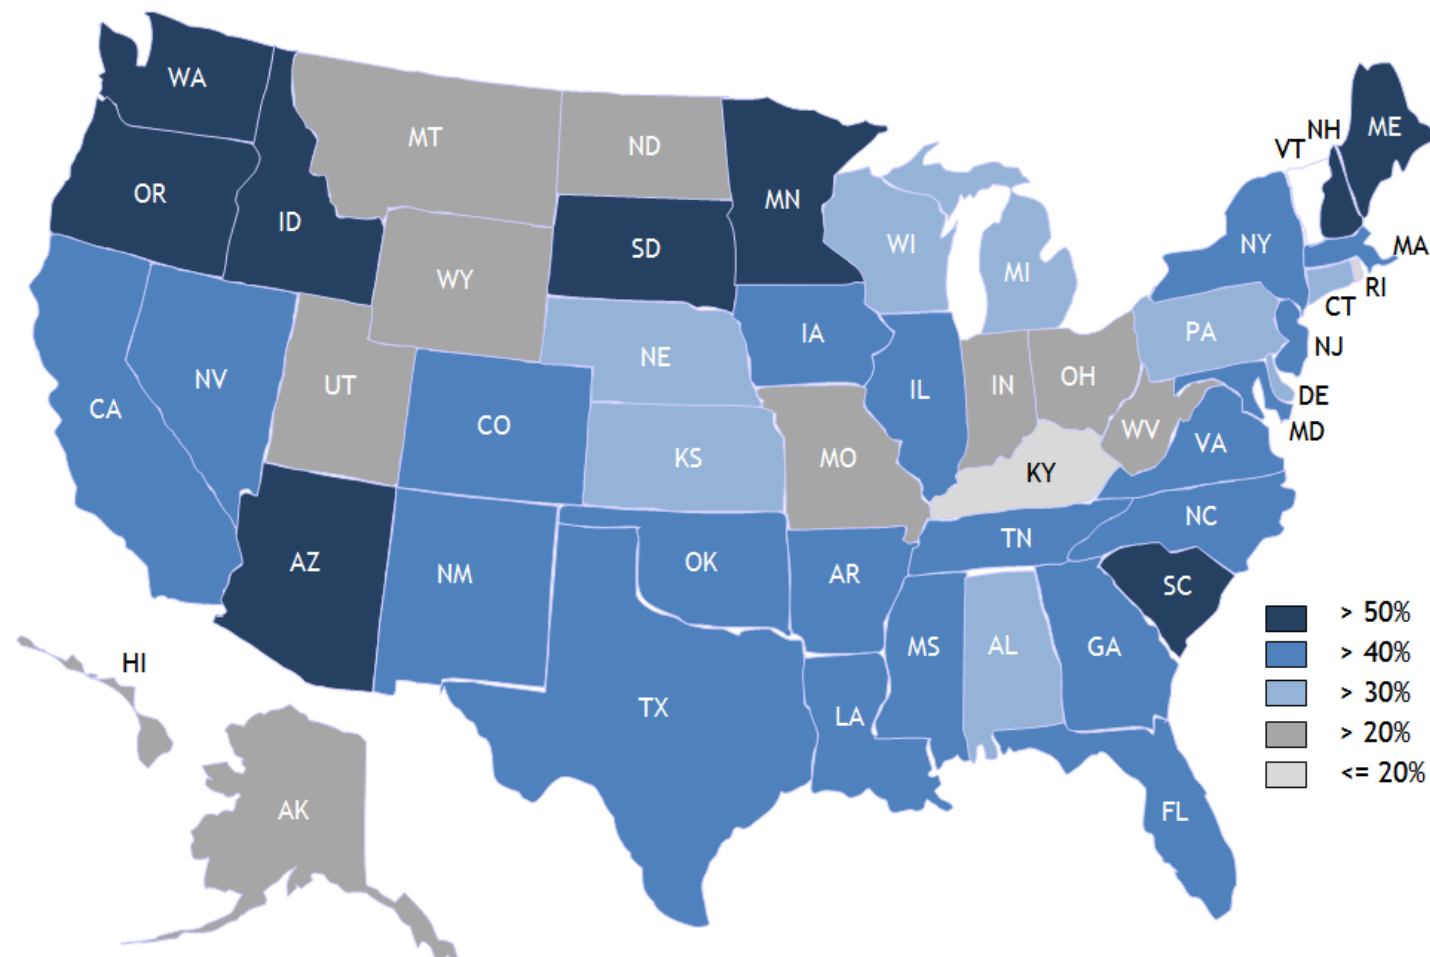 WA
MT
ND
MN
ME
NH
VT
OR
ID
SD
WI
MI
NY
MA
WY
RI
CT
IA
PA
NJ
NE
NV
UT
IL
IN
OH
DE
CA
CO
MD
WV
VA
KS
MO
KY
NC
TN
AZ
NM
OK
AR
SC
> 50%
MS
AL
GA
> 40%
HI
> 30%
TX
LA
> 20%
<= 20%
AK
FL